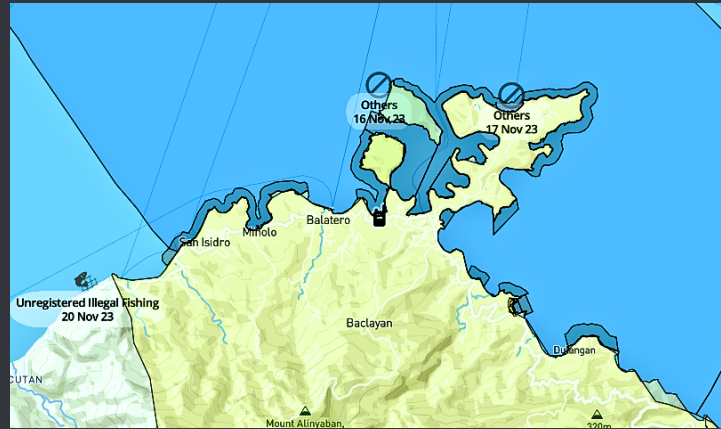 Others
16 Nov 23
Others
17 Nov 23
Balatero
Minolo
San Isidro
Unregistered Illegal Fishing
20 Nov 23
Baclayan
Dulangan
CUTAN
Mount Alinyaban,
320m